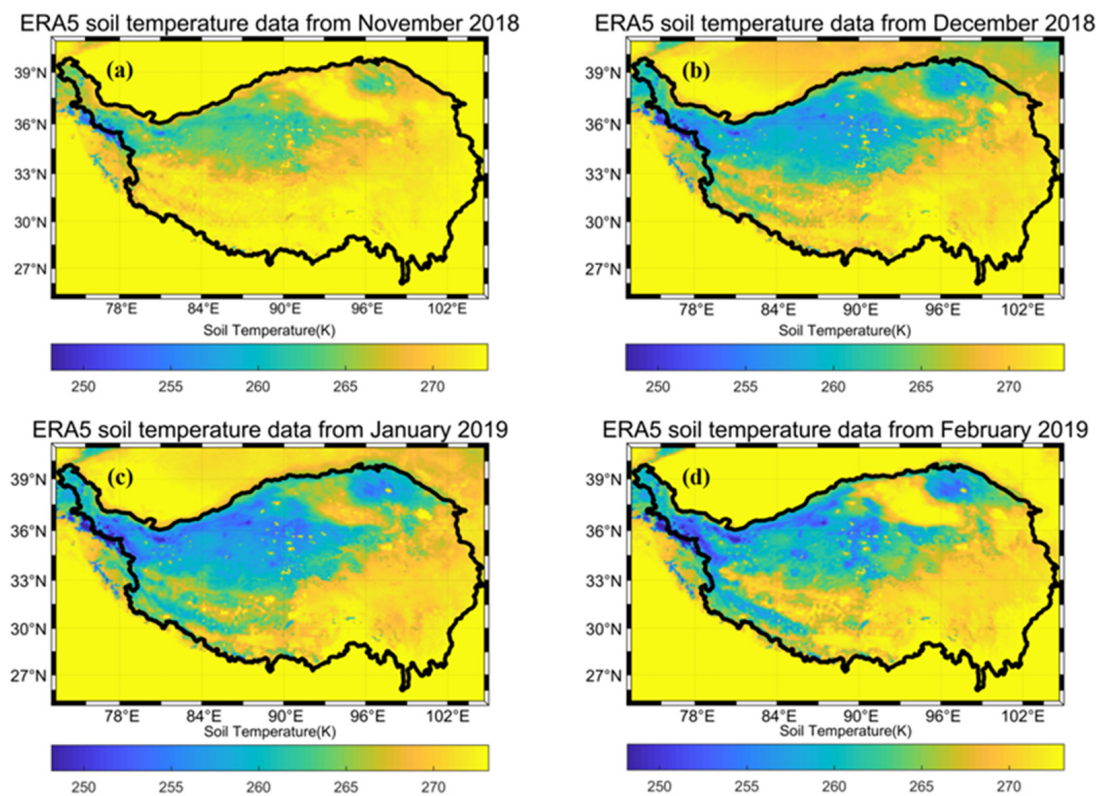 ERA5 soil temperature data from November 2018
(a)
39°N
36°N
33°N
30°N
27°N
78°E 84°E 90°E 96°E 102°E
Soil Temperature(K)
250 255 260 265 270
ERA5 soil temperature data from December 2018
(b)
39°N
36°N
33°N
30°N
27°N
78°E 84°E 90°E 96°E 102°E
Soil Temperature(K)
250 255 260 265 270
ERA5 soil temperature data from January 2019
(c)
39°N
36°N
33°N
30°N
27°N
78°E 84°E 90°E 96°E 102°E
Soil Temperature(K)
250 255 260 265 270
ERA5 soil temperature data from February 2019
(d)
39°N
36°N
33°N
30°N
27°N
78°E 84°E 90°E 96°E 102°E
Soil Temperature(K)
250 255 260 265 270